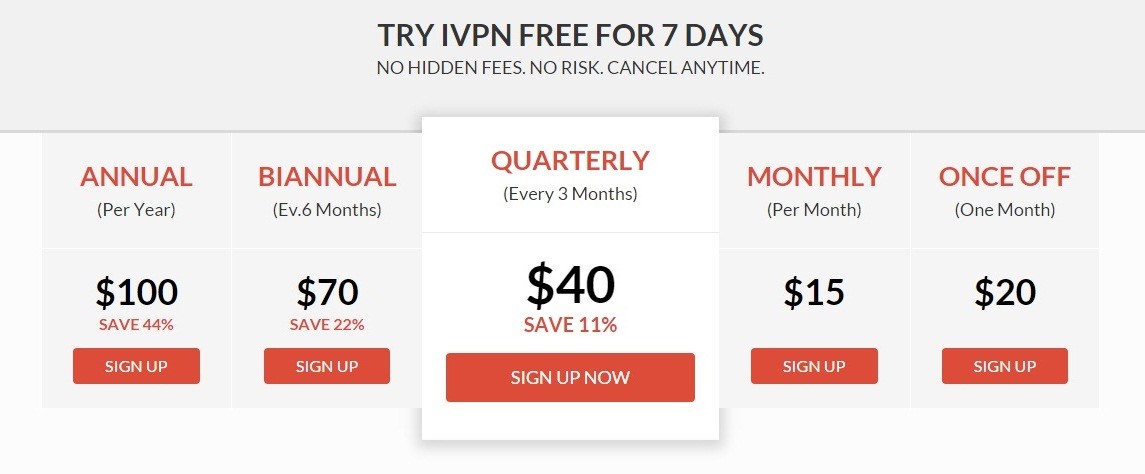 TRY IVPN FREE FOR 7 DAYS
NO HIDDEN FEES. NO RISK. CANCEL ANYTIME.
ANNUAL
(Per Year)
$100
SAVE 44%
SIGN UP
BIANNUAL
(Ev.6 Months)
$70
SAVE 22%
SIGN UP
QUARTERLY
(Every 3 Months)
$40
SAVE 11%
SIGN UP NOW
MONTHLY
(Per Month)
$15
SIGN UP
ONCE OFF
(One Month)
$20
SIGN UP